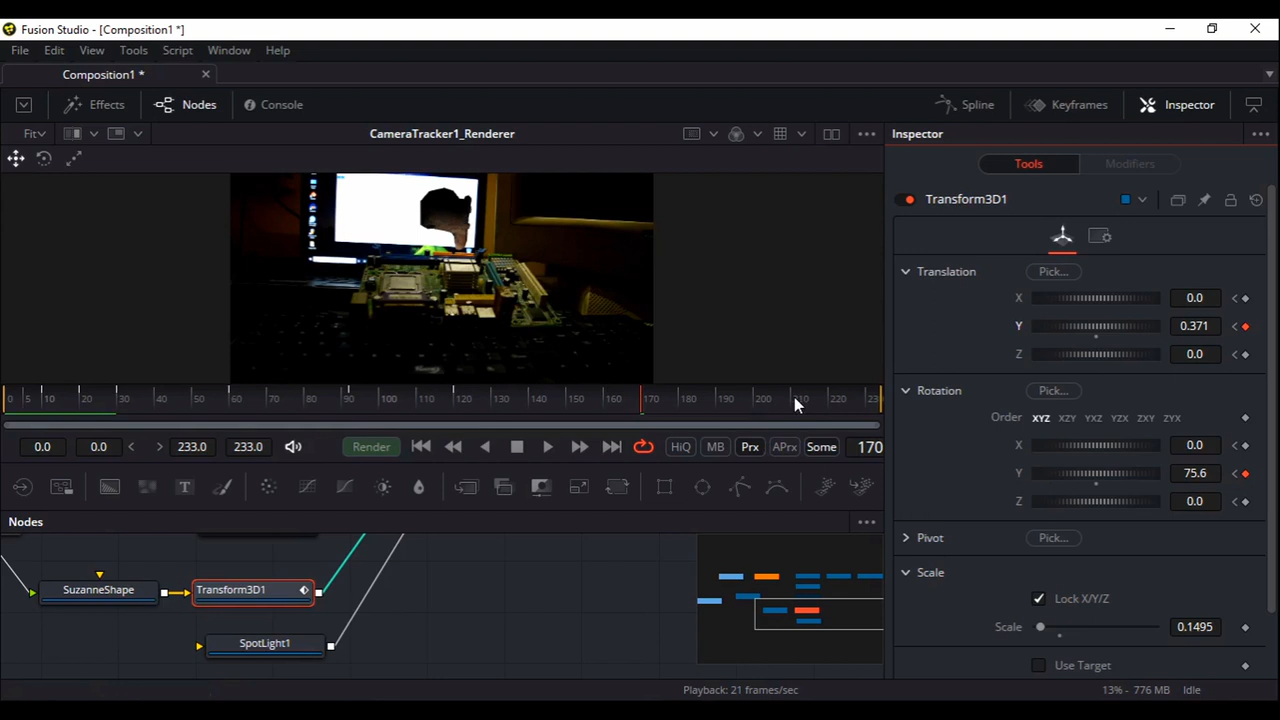 Fusion Studio - [Composition1 *]
File Edit View Tools Script Window Help
Composition1 *
Effects Nodes Console Spline Keyframes Inspector
Fit CameraTracker1_Renderer Inspector
Tools Modifiers
Transform3D1
Translation Pick...
X 0.0
Y 0.371
Z 0.0
Rotation Pick...
Order XYZ XZY YXZ YZX ZXY ZYX
X 0.0
Y 75.6
Z 0.0
Pivot Pick...
Scale
Lock X/Y/Z
Scale 0.1495
Use Target
0 5 10 20 30 40 50 60 70 80 90 100 110 120 130 140 150 160 170 180 190 200 210 220 230
0.0 0.0 233.0 233.0 Render HiQ MB Prx APrx Some 170
Nodes
SuzanneShape Transform3D1
SpotLight1
Playback: 21 frames/sec 13% - 776 MB Idle